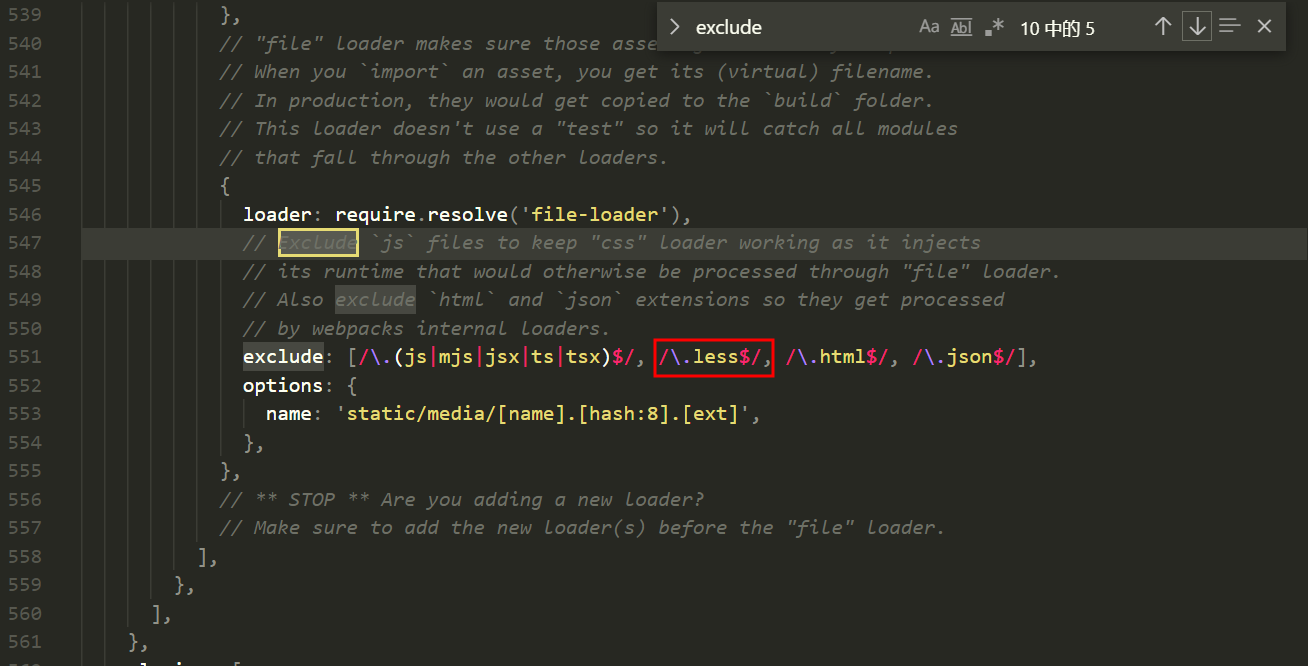 exclude Aa Abl .* 10 中的 5
539 },
540 // "file" loader makes sure those asse
541 // When you `import` an asset, you get its (virtual) filename.
542 // In production, they would get copied to the `build` folder.
543 // This loader doesn't use a "test" so it will catch all modules
544 // that fall through the other loaders.
545 {
546 loader: require.resolve('file-loader'),
547 // Exclude `js` files to keep "css" loader working as it injects
548 // its runtime that would otherwise be processed through "file" loader.
549 // Also exclude `html` and `json` extensions so they get processed
550 // by webpacks internal loaders.
551 exclude: [/\.(js|mjs|jsx|ts|tsx)$/, /\.less$/, /\.html$/, /\.json$/],
552 options: {
553 name: 'static/media/[name].[hash:8].[ext]',
554 },
555 },
556 // ** STOP ** Are you adding a new loader?
557 // Make sure to add the new loader(s) before the "file" loader.
558 ],
559 },
560 ],
561 },